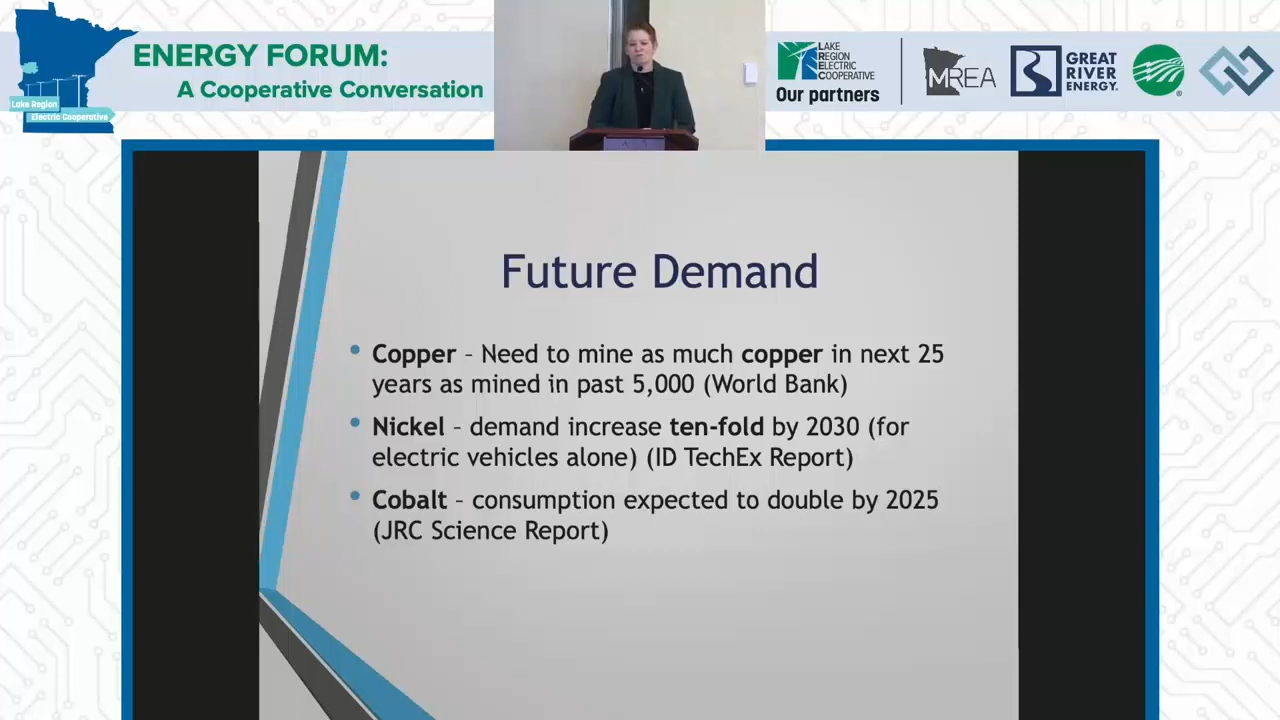 ENERGY FORUM:
A Cooperative Conversation
Lake Region
Electric Cooperative
LAKE
REGION
ELECTRIC
COOPERATIVE
Our partners
MREA
GREAT
RIVER
ENERGY®
®
Future Demand
• Copper – Need to mine as much copper in next 25
years as mined in past 5,000 (World Bank)
• Nickel – demand increase ten-fold by 2030 (for
electric vehicles alone) (ID TechEx Report)
• Cobalt – consumption expected to double by 2025
(JRC Science Report)